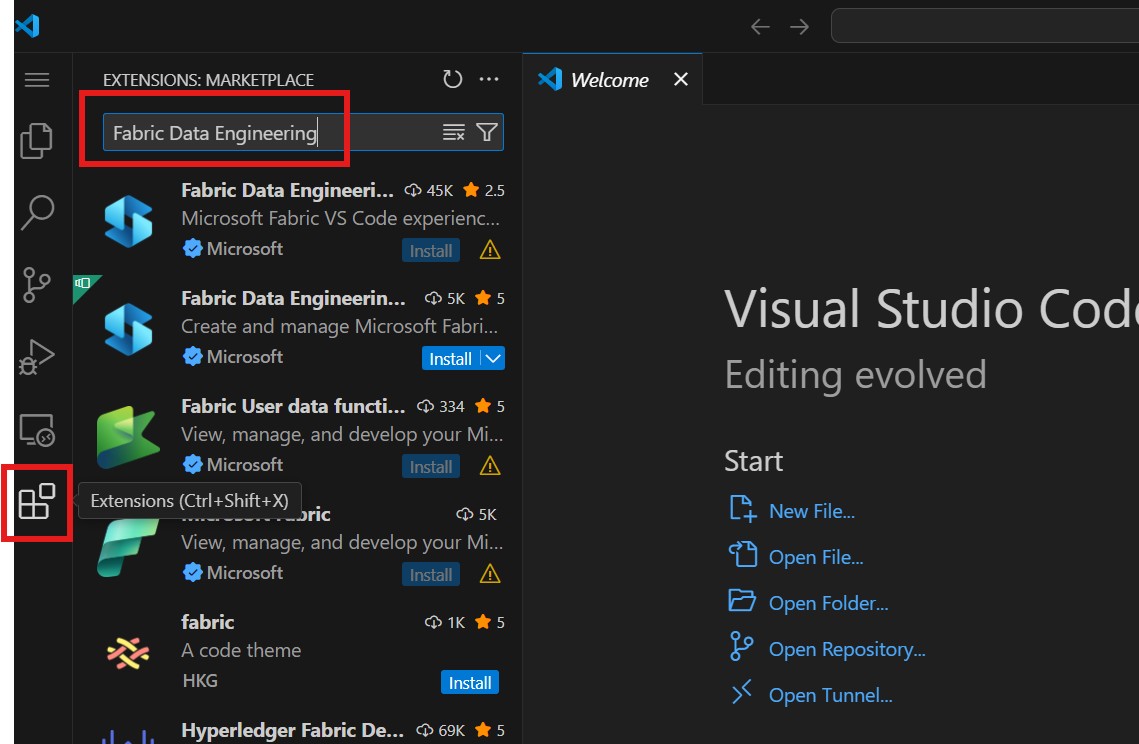 EXTENSIONS: MARKETPLACE
Welcome
Fabric Data Engineering
Fabric Data Engineeri... 45K 2.5
Microsoft Fabric VS Code experienc...
Microsoft Install
Fabric Data Engineerin... 5K 5
Create and manage Microsoft Fabri...
Microsoft Install
Fabric User data functi... 334 5
View, manage, and develop your Mi...
Microsoft Install
Extensions (Ctrl+Shift+X)
Microsoft Fabric 5K
View, manage, and develop your Mi...
Microsoft Install
fabric 1K 5
A code theme
HKG Install
Hyperledger Fabric De... 69K 5
Visual Studio Code
Editing evolved
Start
New File...
Open File...
Open Folder...
Open Repository...
Open Tunnel...